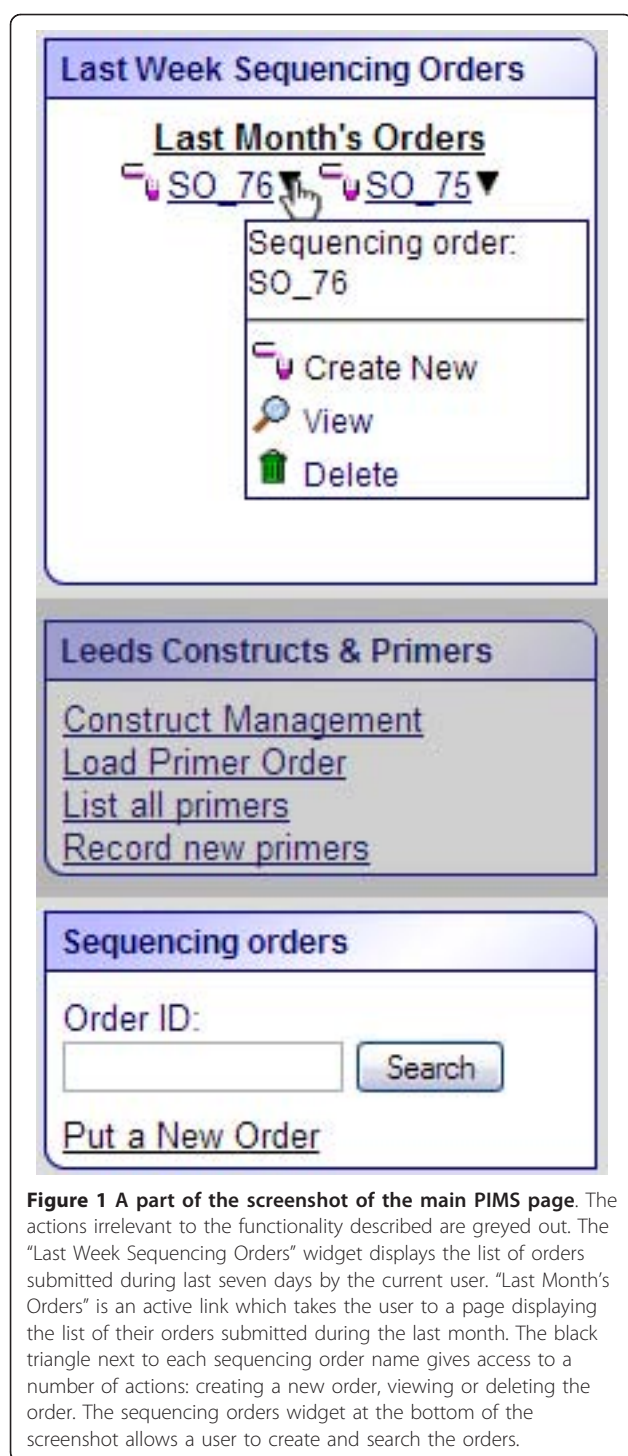 Last Week Sequencing Orders
Last Month's Orders
SO_76▼ SO_75▼
Sequencing order:
SO_76
Create New
View
Delete
Leeds Constructs & Primers
Construct Management
Load Primer Order
List all primers
Record new primers
Sequencing orders
Order ID:
Search
Put a New Order
Figure 1 A part of the screenshot of the main PIMS page. The
actions irrelevant to the functionality described are greyed out. The
“Last Week Sequencing Orders” widget displays the list of orders
submitted during last seven days by the current user. “Last Month’s
Orders” is an active link which takes the user to a page displaying
the list of their orders submitted during the last month. The black
triangle next to each sequencing order name gives access to a
number of actions: creating a new order, viewing or deleting the
order. The sequencing orders widget at the bottom of the
screenshot allows a user to create and search the orders.